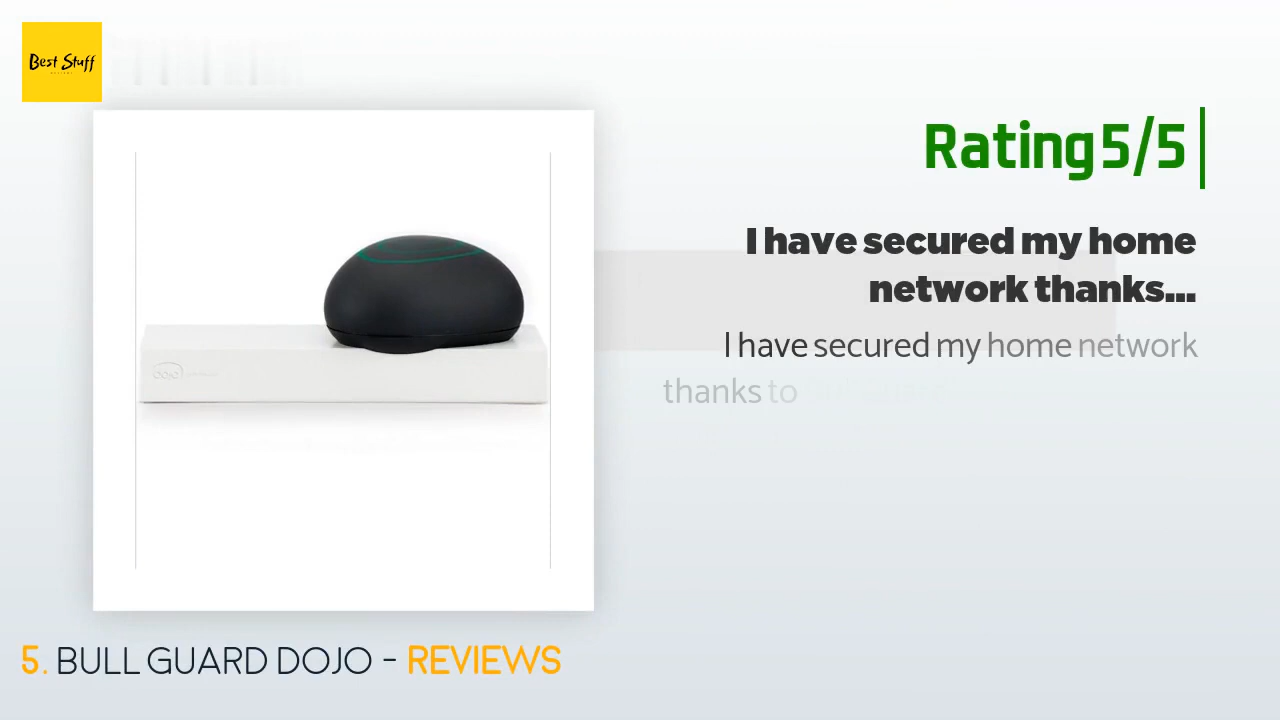 Best Stuff
Rating 5/5
I have secured my home
network thanks...
I have secured my home network
thanks to
dojo
5. BULL GUARD DOJO - REVIEWS